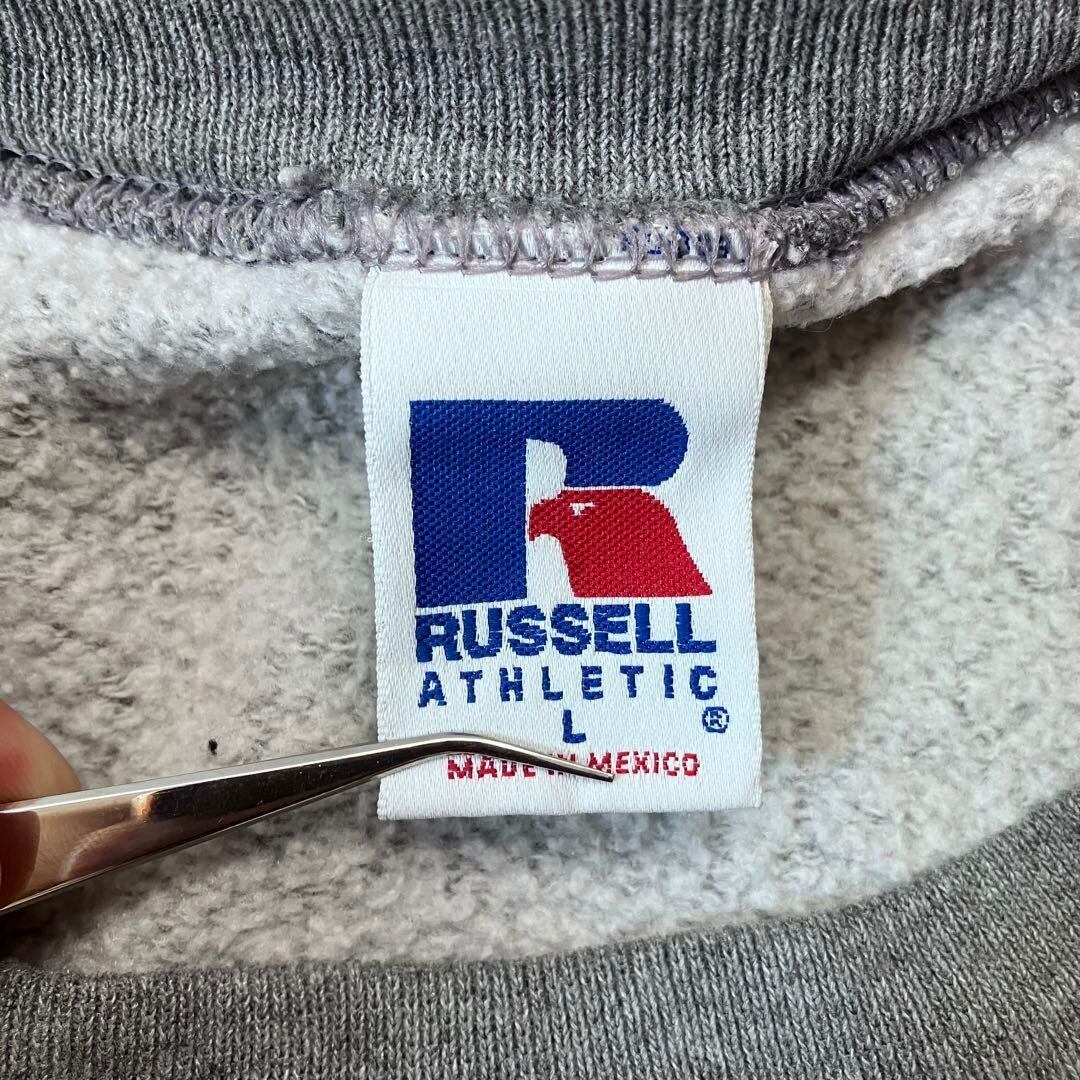 RUSSELL
ATHLETIC
L ®
MADE IN MEXICO